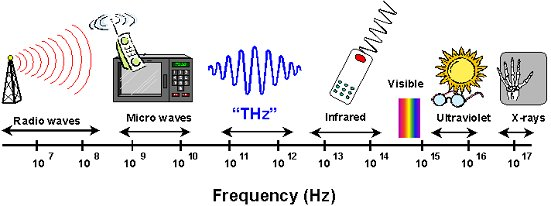 Visible
"THz"
Radio waves
Micro waves
Infrared
Ultraviolet
X-rays
10 7 10 8 10 9 10 10 10 11 10 12 10 13 10 14 10 15 10 16 10 17
Frequency (Hz)